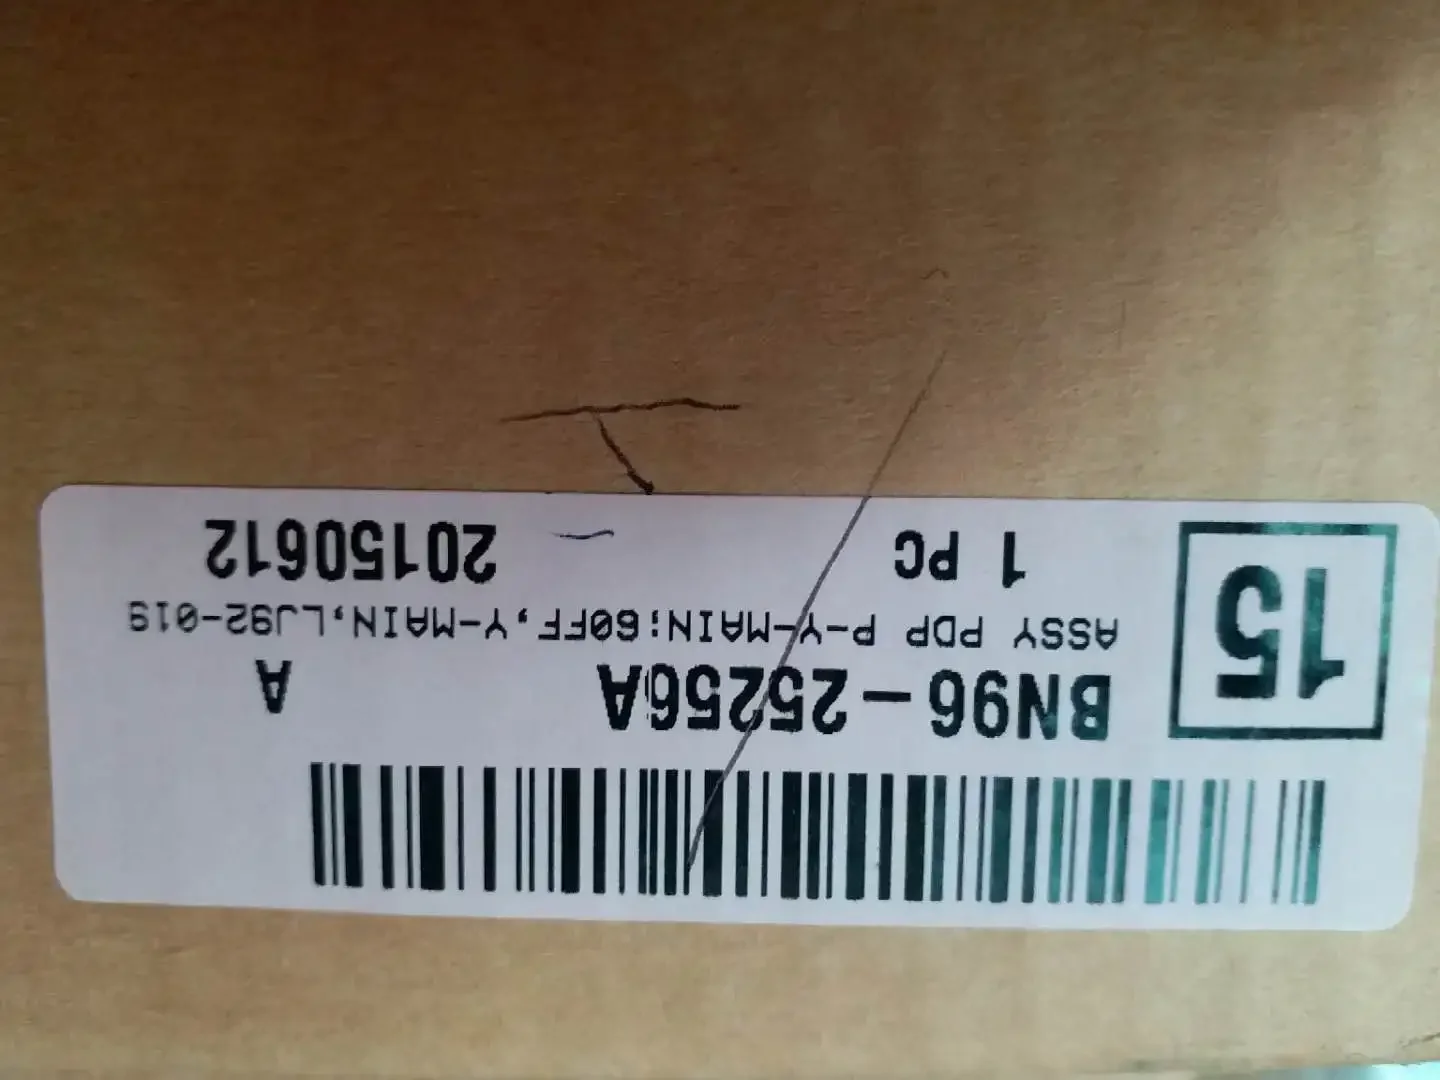 15
BN96-25256A
A
ASSY PDP P-Y-MAIN;60FF,Y-MAIN,LJ92-019
1 PC
20150612